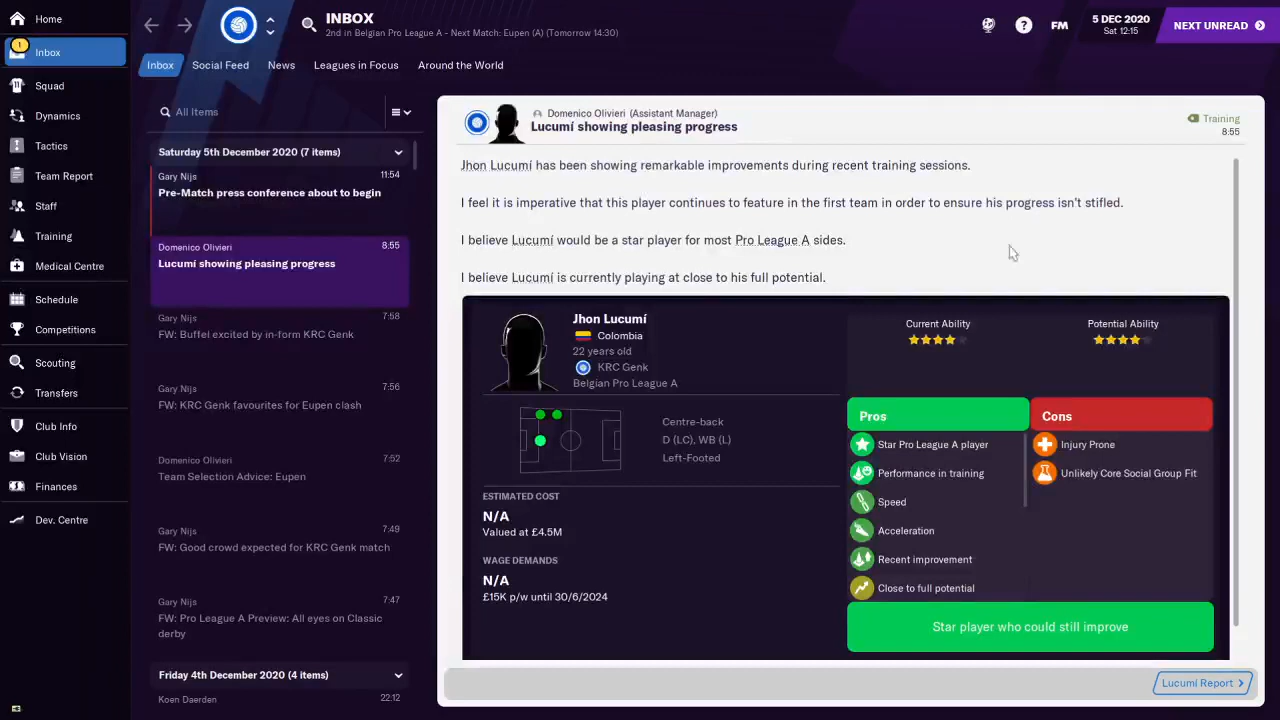 Home
1
Inbox
Squad
Dynamics
Tactics
Team Report
Staff
Training
Medical Centre
Schedule
Competitions
Scouting
Transfers
Club Info
Club Vision
Finances
Dev. Centre
INBOX
2nd in Belgian Pro League A - Next Match: Eupen (A) (Tomorrow 14:30)
?
FM
5 DEC 2020
Sat 12:15
NEXT UNREAD
Inbox
Social Feed
News
Leagues in Focus
Around the World
All Items
Saturday 5th December 2020 (7 items)
Gary Nijs 11:54
Pre-Match press conference about to begin
Domenico Olivieri 8:55
Lucumí showing pleasing progress
Gary Nijs 7:58
FW: Buffel excited by in-form KRC Genk
Gary Nijs 7:56
FW: KRC Genk favourites for Eupen clash
Domenico Olivieri 7:52
Team Selection Advice: Eupen
Gary Nijs 7:49
FW: Good crowd expected for KRC Genk match
Gary Nijs 7:47
FW: Pro League A Preview: All eyes on Classic
derby
Friday 4th December 2020 (4 items)
Koen Daerden 22:12
Domenico Olivieri (Assistant Manager)
Lucumí showing pleasing progress
Training
8:55
Jhon Lucumí has been showing remarkable improvements during recent training sessions.
I feel it is imperative that this player continues to feature in the first team in order to ensure his progress isn't stifled.
I believe Lucumí would be a star player for most Pro League A sides.
I believe Lucumí is currently playing at close to his full potential.
Jhon Lucumí
Colombia
22 years old
KRC Genk
Belgian Pro League A
Centre-back
D (LC), WB (L)
Left-Footed
ESTIMATED COST
N/A
Valued at £4.5M
WAGE DEMANDS
N/A
£15K p/w until 30/6/2024
Current Ability
Potential Ability
Pros
Star Pro League A player
Performance in training
Speed
Acceleration
Recent improvement
Close to full potential
Cons
Injury Prone
Unlikely Core Social Group Fit
Star player who could still improve
Lucumí Report